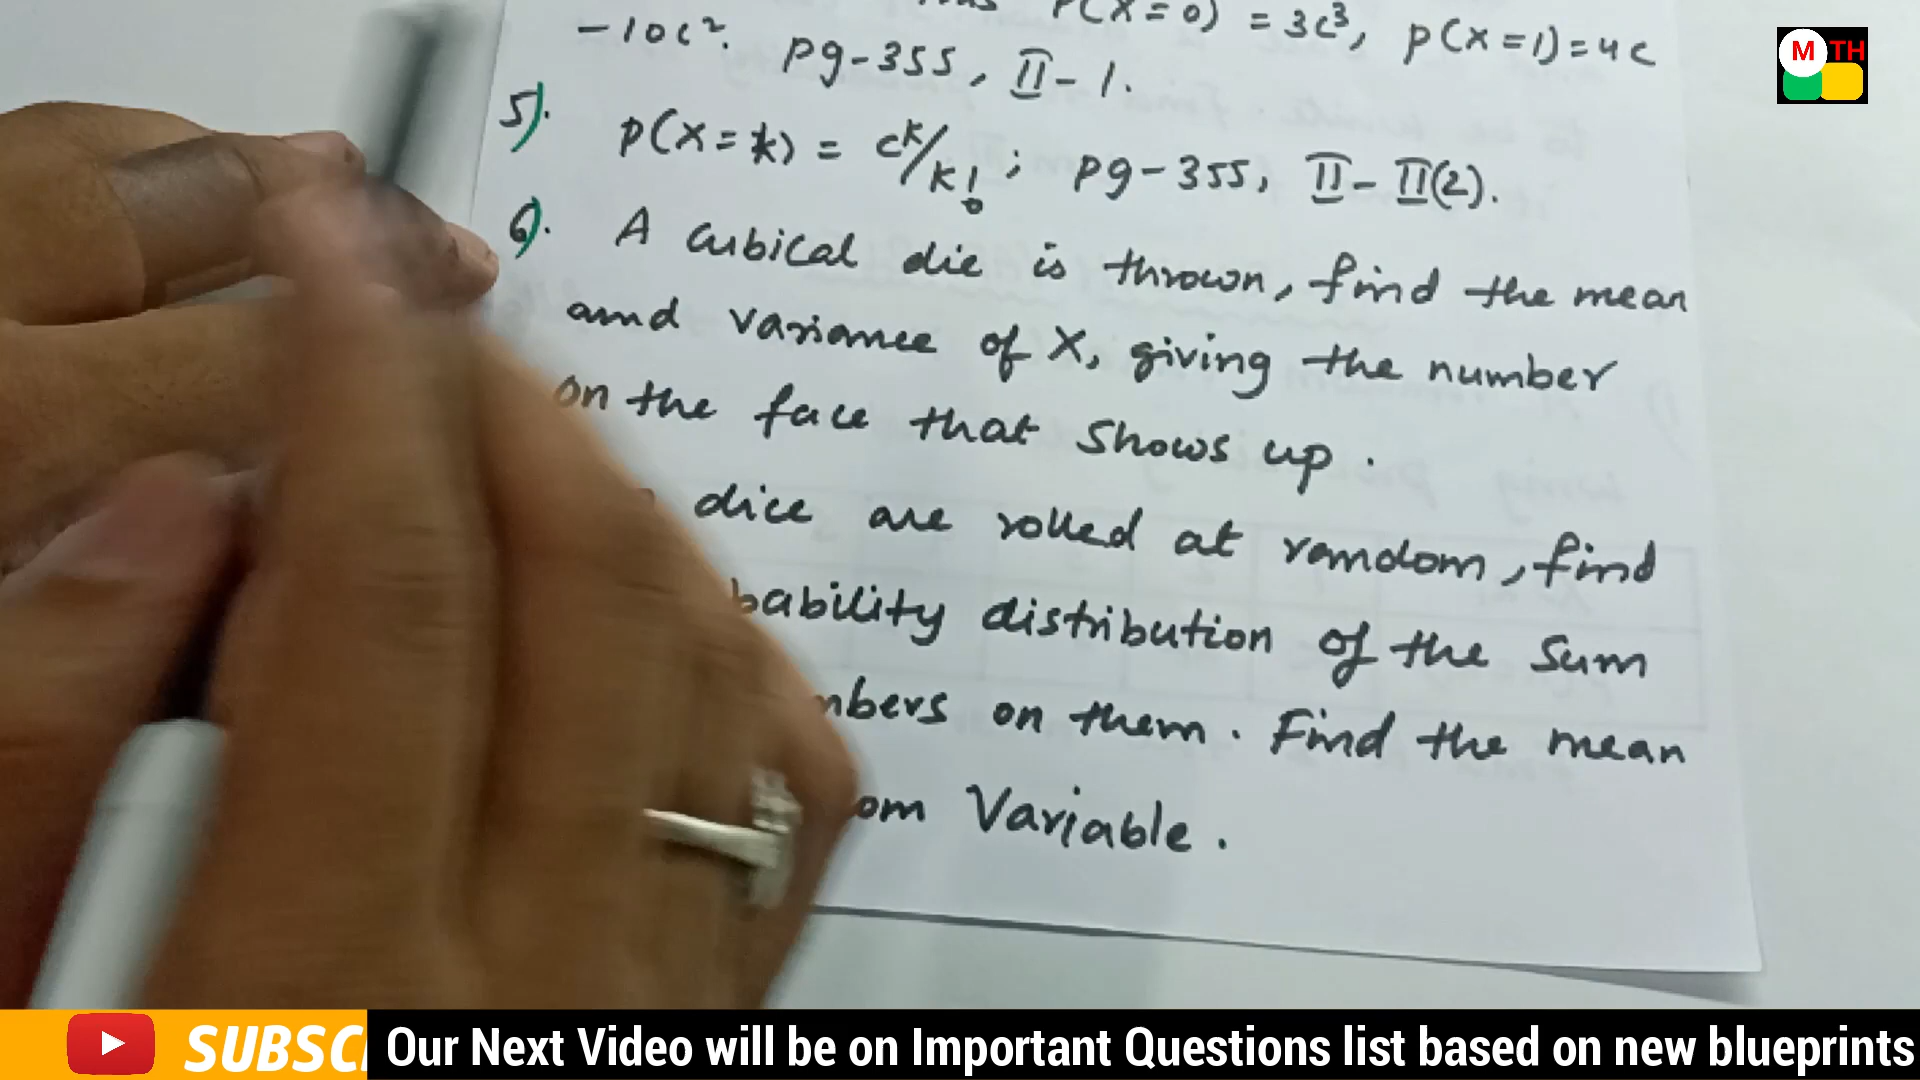 P(X=0) = 3c³, P(X=1)=4c
-10c². pg-355, II-1.
5). P(X=k) = c^k/k! ; pg-355, II-II(2).
6). A cubical die is thrown, find the mean
and variance of X, giving the number
on the face that shows up.
dice are rolled at random, find
bability distribution of the sum
mbers on them. Find the mean
om Variable.
M TH
SUBSC
Our Next Video will be on Important Questions list based on new blueprints